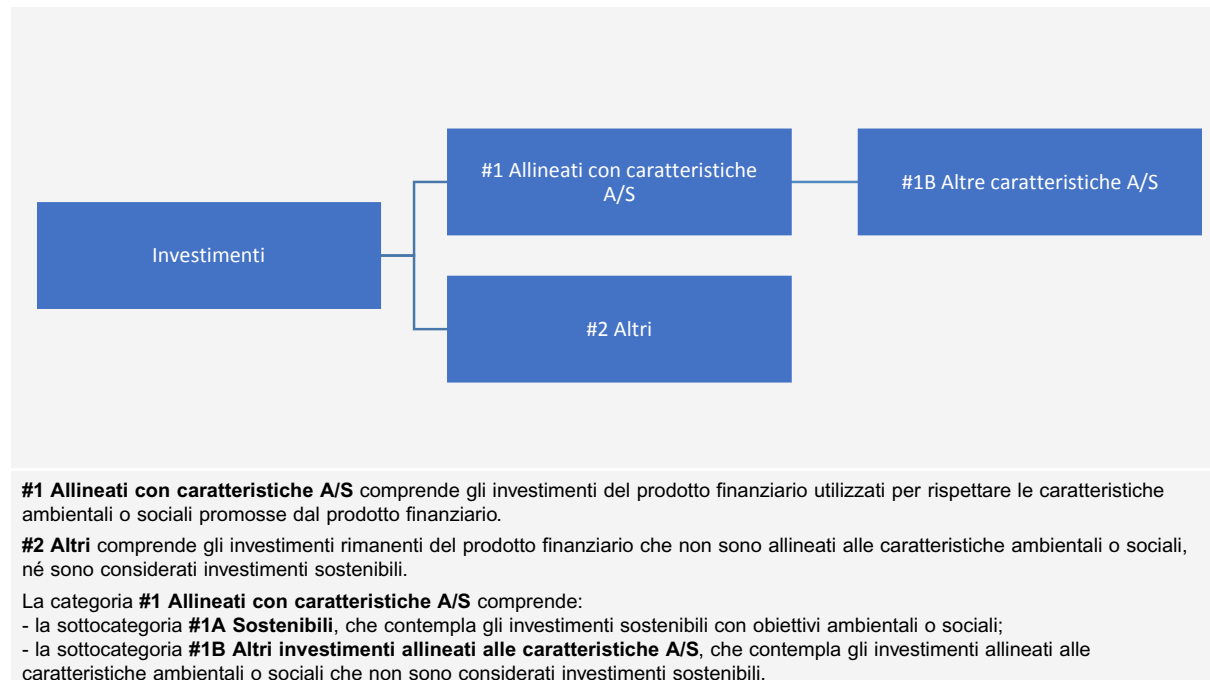 #1 Allineati con caratteristiche
A/S
#1B Altre caratteristiche A/S
Investimenti
#2 Altri
#1 Allineati con caratteristiche A/S comprende gli investimenti del prodotto finanziario utilizzati per rispettare le caratteristiche
ambientali o sociali promosse dal prodotto finanziario.
#2 Altri comprende gli investimenti rimanenti del prodotto finanziario che non sono allineati alle caratteristiche ambientali o sociali,
né sono considerati investimenti sostenibili.
La categoria #1 Allineati con caratteristiche A/S comprende:
- la sottocategoria #1A Sostenibili, che contempla gli investimenti sostenibili con obiettivi ambientali o sociali;
- la sottocategoria #1B Altri investimenti allineati alle caratteristiche A/S, che contempla gli investimenti allineati alle
caratteristiche ambientali o sociali che non sono considerati investimenti sostenibili.